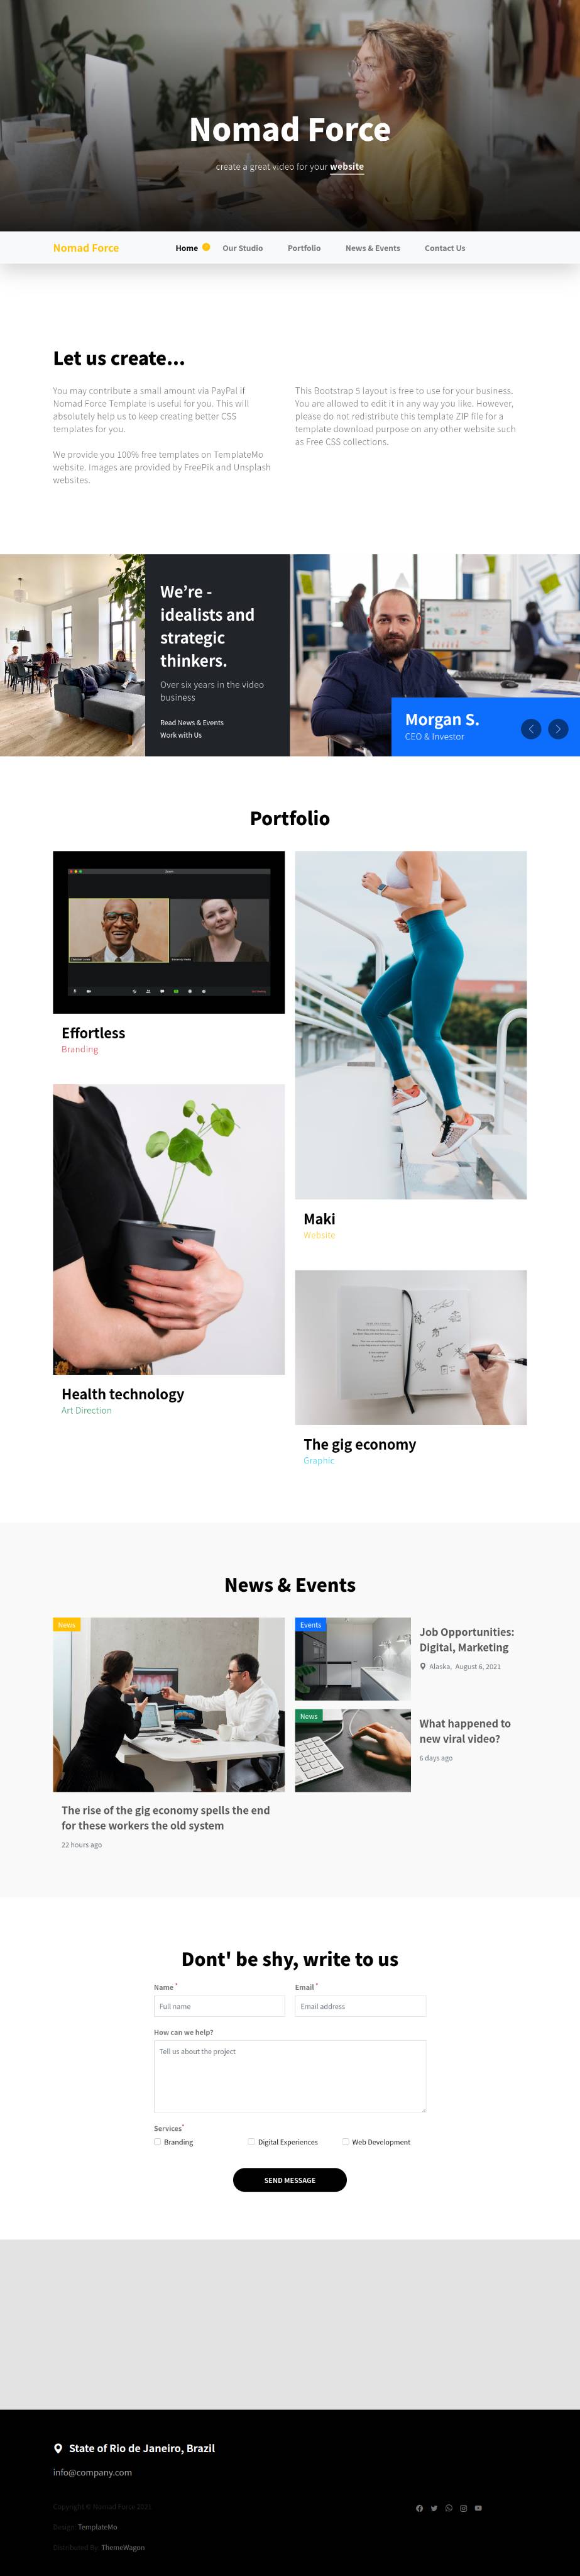 Nomad Force
create a great video for your website
Nomad Force
Home
Our Studio
Portfolio
News & Events
Contact Us
Let us create...
You may contribute a small amount via PayPal if
Nomad Force Template is useful for you. This will
absolutely help us to keep creating better CSS
templates for you.
We provide you 100% free templates on TemplateMo
website. Images are provided by FreePik and Unsplash
websites.
This Bootstrap 5 layout is free to use for your business.
You are allowed to edit it in any way you like. However,
please do not redistribute this template ZIP file for a
template download purpose on any other website such
as Free CSS collections.
We're -
idealists and
strategic
thinkers.
Over six years in the video
business
Read News & Events
Work with Us
Morgan S.
CEO & Investor
Portfolio
Effortless
Branding
Maki
Website
Health technology
Art Direction
The gig economy
Graphic
News & Events
News
The rise of the gig economy spells the end
for these workers the old system
22 hours ago
Events
Job Opportunities:
Digital, Marketing
Alaska, August 6, 2021
News
What happened to
new viral video?
6 days ago
Dont' be shy, write to us
Name *
Email *
Full name
Email address
How can we help?
Tell us about the project
Services*
Branding
Digital Experiences
Web Development
SEND MESSAGE
State of Rio de Janeiro, Brazil
info@company.com
Copyright © Nomad Force 2021
Design: TemplateMo
Distributed By: ThemeWagon